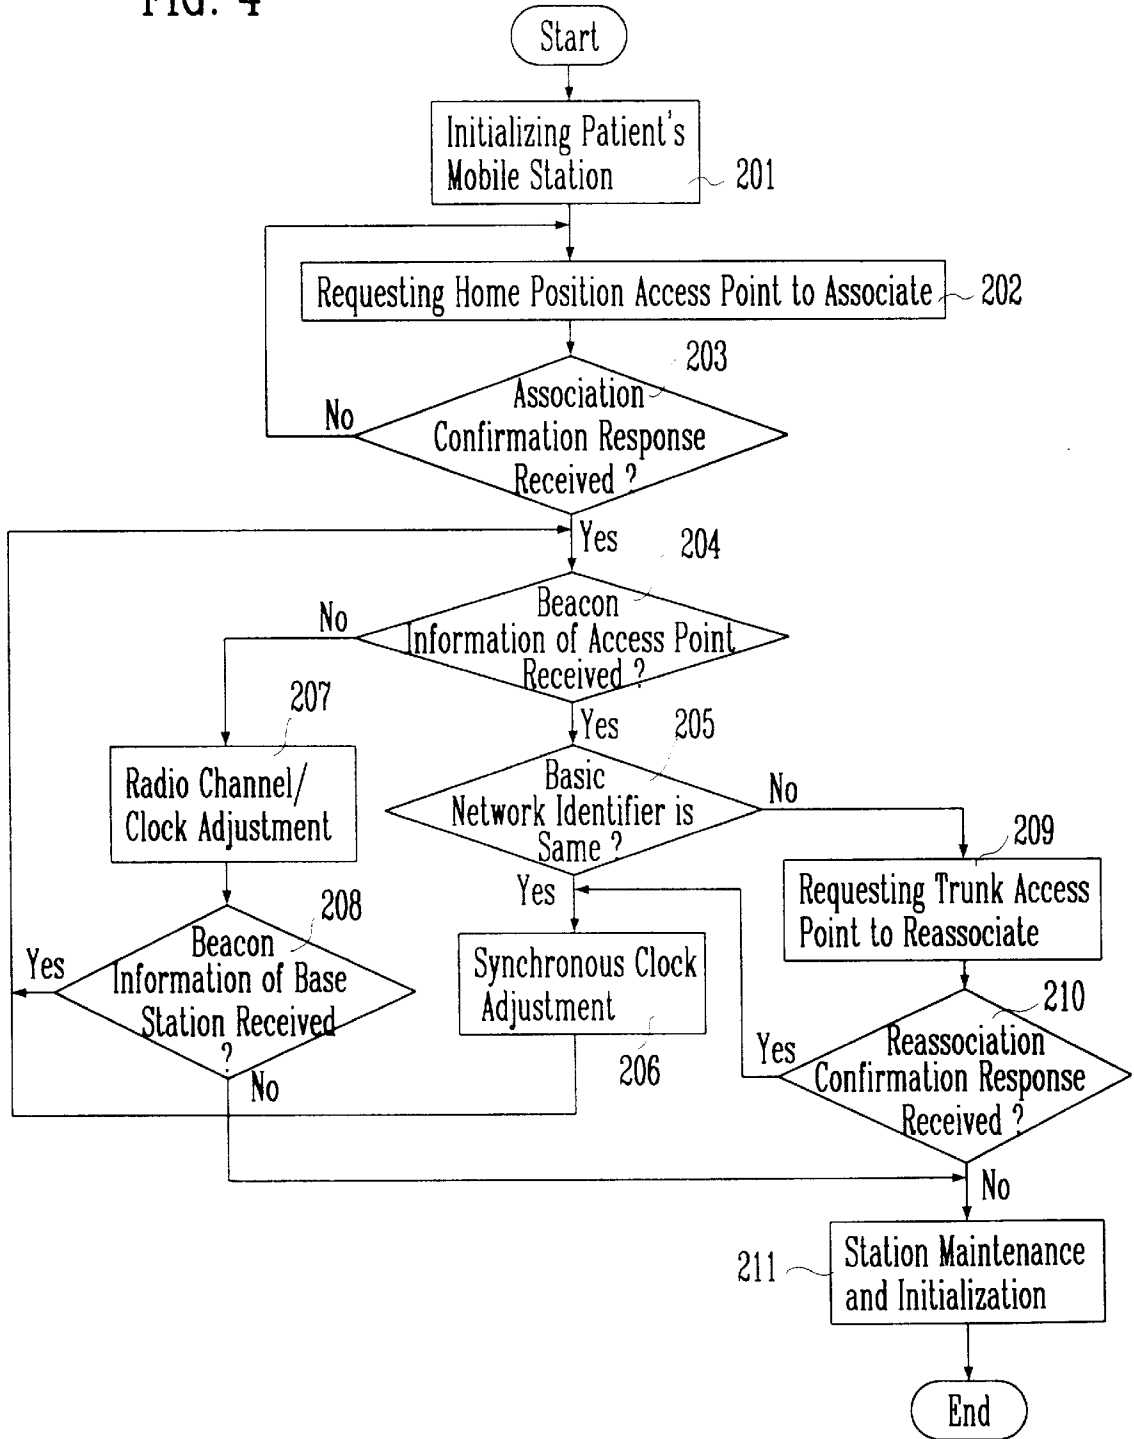 FIG. 4
Start
Initializing Patient's
Mobile Station
201
Requesting Home Position Access Point to Associate
202
203
Association
Confirmation Response
Received ?
No
Yes
204
Beacon
Information of Access Point
Received ?
No
Yes
207
Radio Channel/
Clock Adjustment
205
Basic
Network Identifier is
Same ?
No
Yes
209
Requesting Trunk Access
Point to Reassociate
208
Beacon
Information of Base
Station Received
?
Yes
No
Synchronous Clock
Adjustment
206
210
Reassociation
Confirmation Response
Received ?
Yes
No
211
Station Maintenance
and Initialization
End